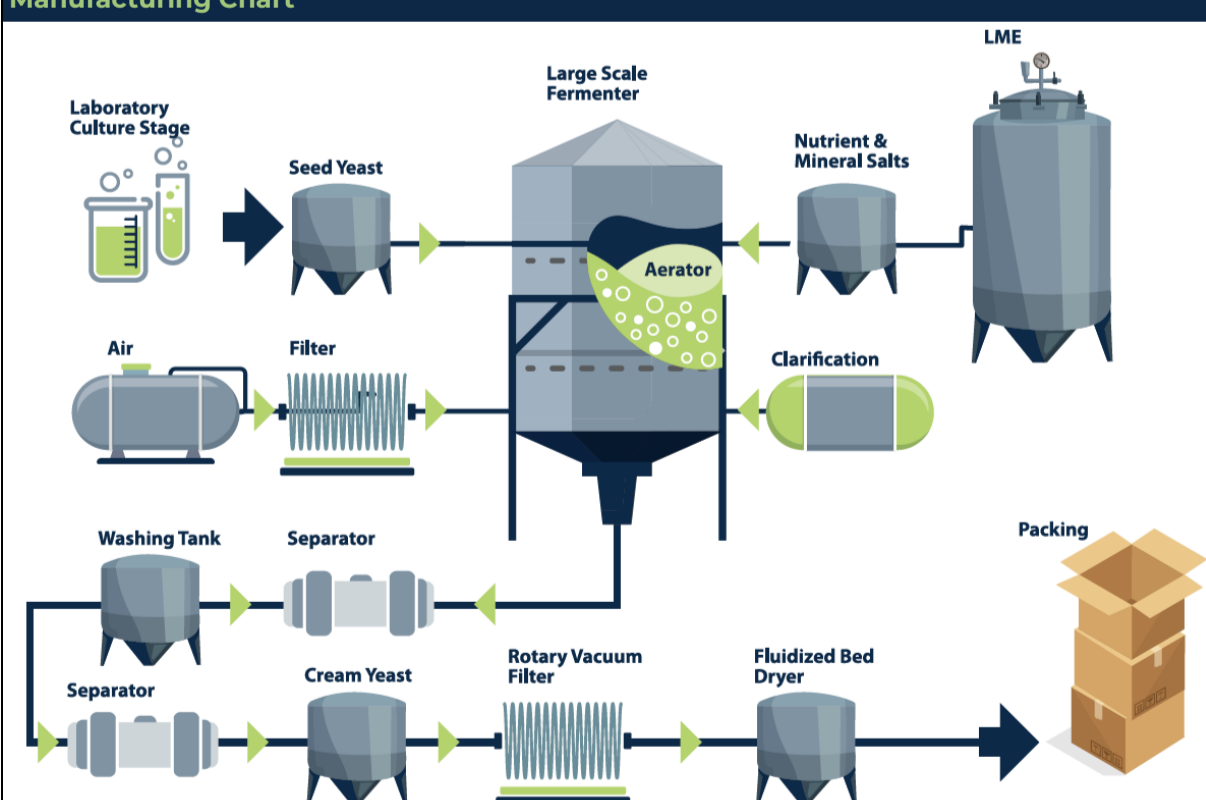 Manufacturing Chart
LME
Large Scale
Fermenter
Laboratory
Culture Stage
Nutrient &
Mineral Salts
Seed Yeast
Aerator
Air
Filter
Clarification
Packing
Washing Tank
Separator
Rotary Vacuum
Filter
Fluidized Bed
Dryer
Cream Yeast
Separator